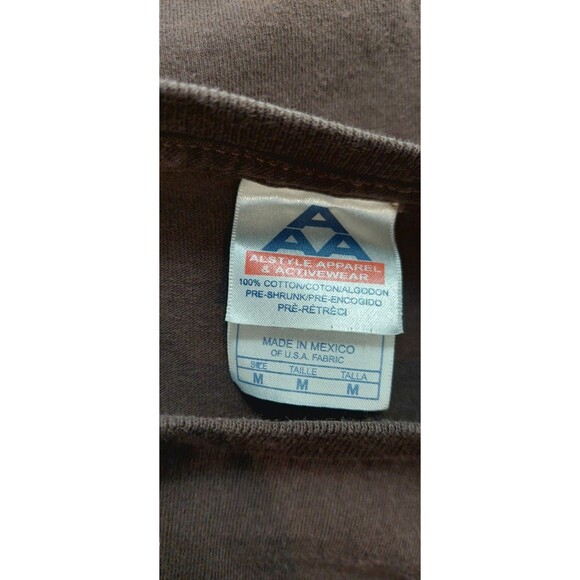 A
AA
ALSTYLE APPAREL
& ACTIVEWEAR
100% COTTON/COTON/ALGODON
PRE-SHRUNK/PRE-ENCOGIDO
PRÉ-RÉTRÉCI
MADE IN MEXICO
OF U.S.A. FABRIC
SIZE TAILLE TALLA
M M M